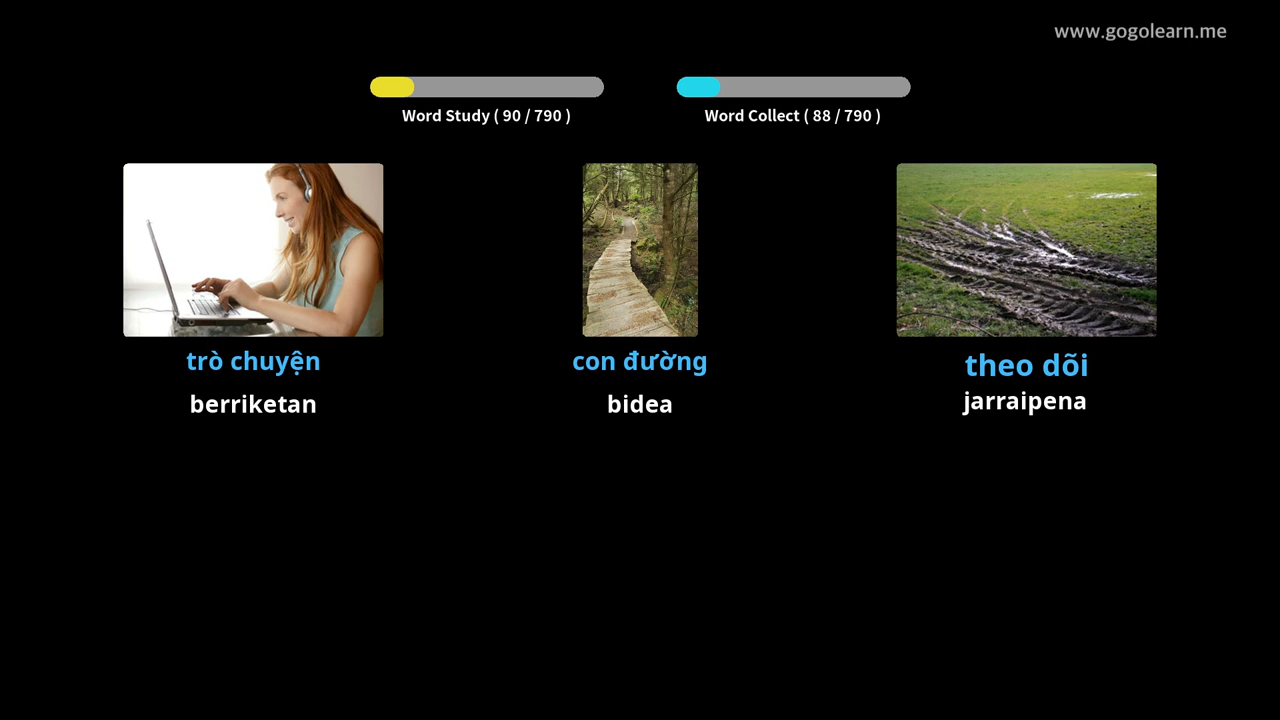 www.gogolearn.me
Word Study ( 90 / 790 )
Word Collect ( 88 / 790 )
trò chuyện
berriketan
con đường
bidea
theo dõi
jarraipena